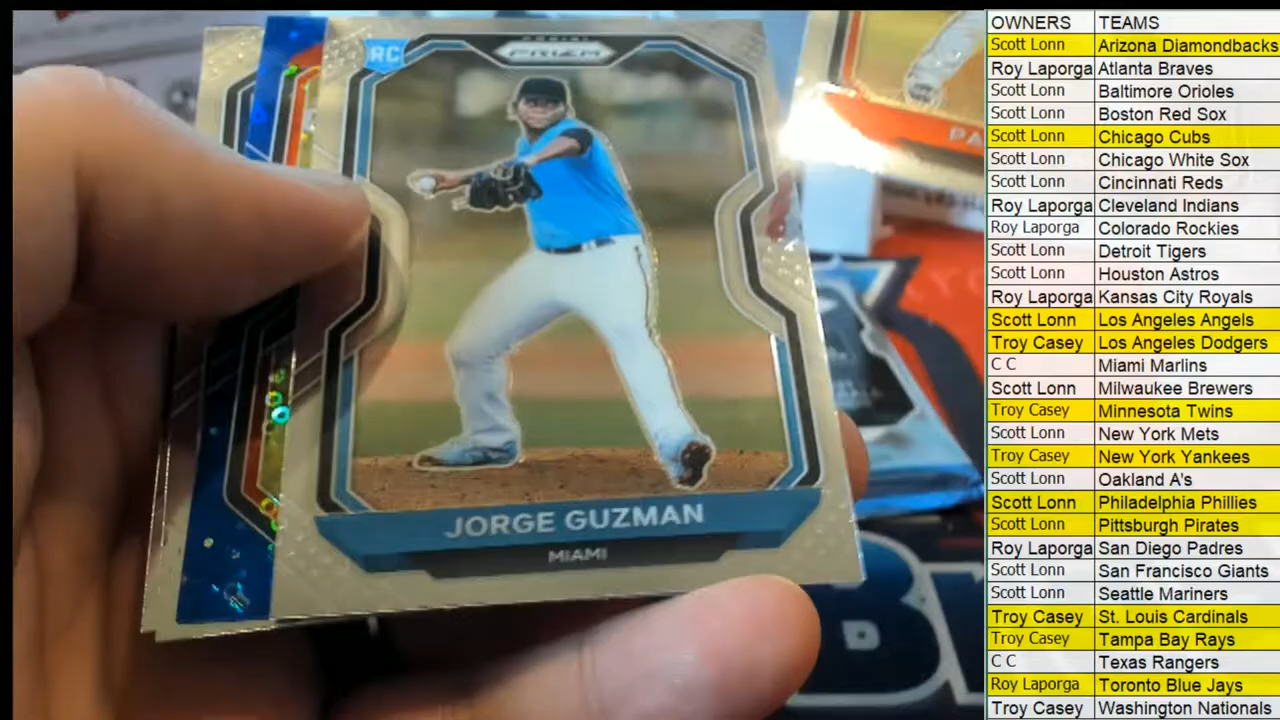 RC
PANINI
PRIZM
JORGE GUZMAN
MIAMI
PA
OWNERS TEAMS
Scott Lonn Arizona Diamondbacks
Roy Laporga Atlanta Braves
Scott Lonn Baltimore Orioles
Scott Lonn Boston Red Sox
Scott Lonn Chicago Cubs
Scott Lonn Chicago White Sox
Scott Lonn Cincinnati Reds
Roy Laporga Cleveland Indians
Roy Laporga Colorado Rockies
Scott Lonn Detroit Tigers
Scott Lonn Houston Astros
Roy Laporga Kansas City Royals
Scott Lonn Los Angeles Angels
Troy Casey Los Angeles Dodgers
C C Miami Marlins
Scott Lonn Milwaukee Brewers
Troy Casey Minnesota Twins
Scott Lonn New York Mets
Troy Casey New York Yankees
Scott Lonn Oakland A's
Scott Lonn Philadelphia Phillies
Scott Lonn Pittsburgh Pirates
Roy Laporga San Diego Padres
Scott Lonn San Francisco Giants
Scott Lonn Seattle Mariners
Troy Casey St. Louis Cardinals
Troy Casey Tampa Bay Rays
C C Texas Rangers
Roy Laporga Toronto Blue Jays
Troy Casey Washington Nationals